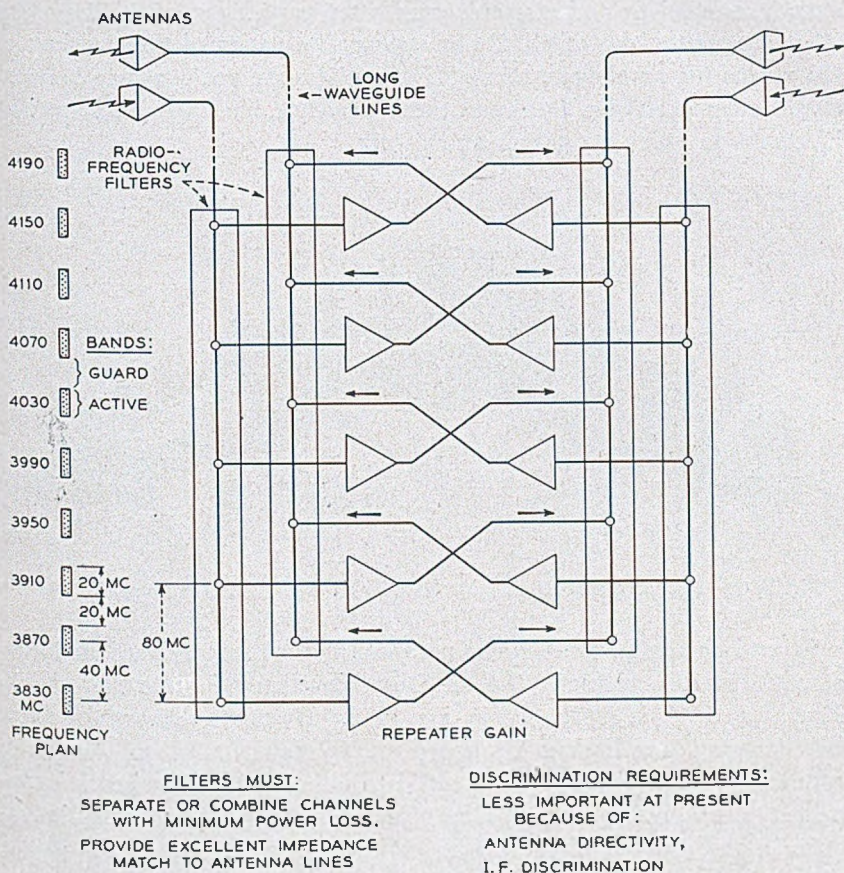 ANTENNAS
LONG
WAVEGUIDE
LINES
RADIO-
FREQUENCY
FILTERS
4190
4150
4110
4070
BANDS:
GUARD
4030
ACTIVE
3990
3950
3910
20 MC
20 MC
80 MC
3870
40 MC
3830
MC
FREQUENCY
PLAN
REPEATER GAIN
FILTERS MUST:
SEPARATE OR COMBINE CHANNELS
WITH MINIMUM POWER LOSS.
PROVIDE EXCELLENT IMPEDANCE
MATCH TO ANTENNA LINES
DISCRIMINATION REQUIREMENTS:
LESS IMPORTANT AT PRESENT
BECAUSE OF:
ANTENNA DIRECTIVITY,
I.F. DISCRIMINATION